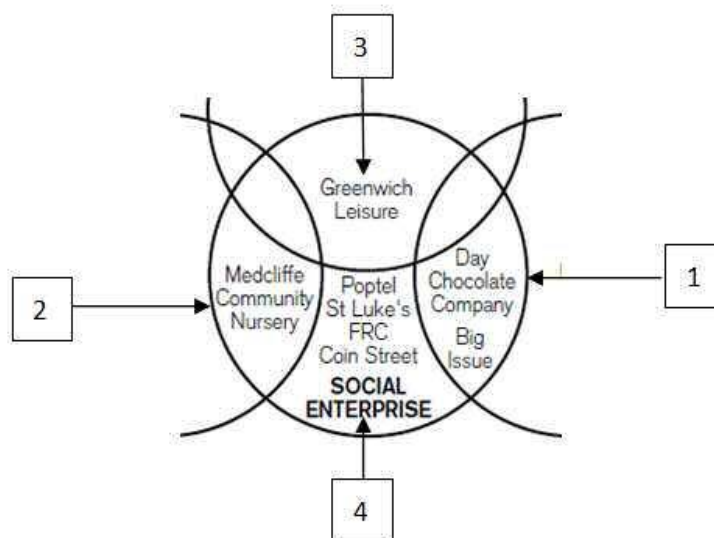 3
Greenwich
Leisure
Day
Chocolate
Company
Big
Issue
1
2
Medcliffe
Community
Nursery
Poptel
St Luke's
FRC
Coin Street
SOCIAL
ENTERPRISE
4